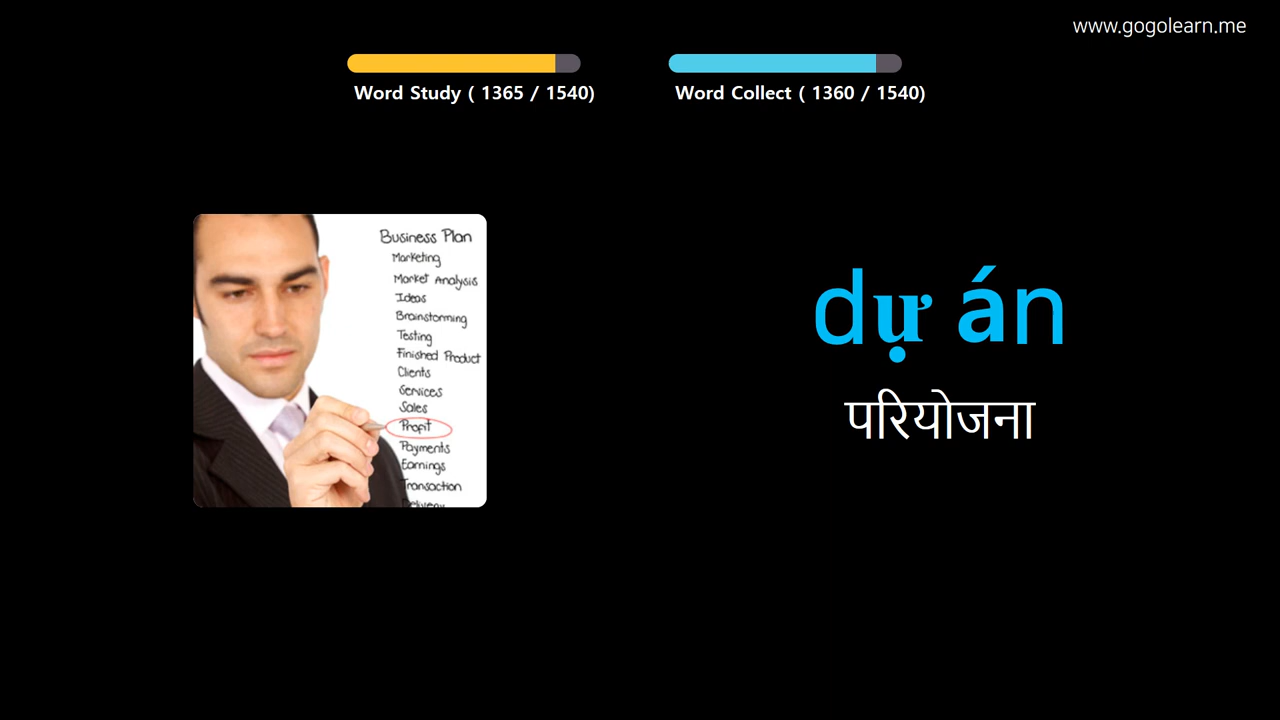 www.gogolearn.me
Word Study ( 1365 / 1540)
Word Collect ( 1360 / 1540)
Business Plan
Marketing
Market Analysis
Ideas
Brainstorming
Testing
Finished Product
Clients
Services
Sales
Profit
Payments
Earnings
Transaction
Delivery
dự án
परियोजना